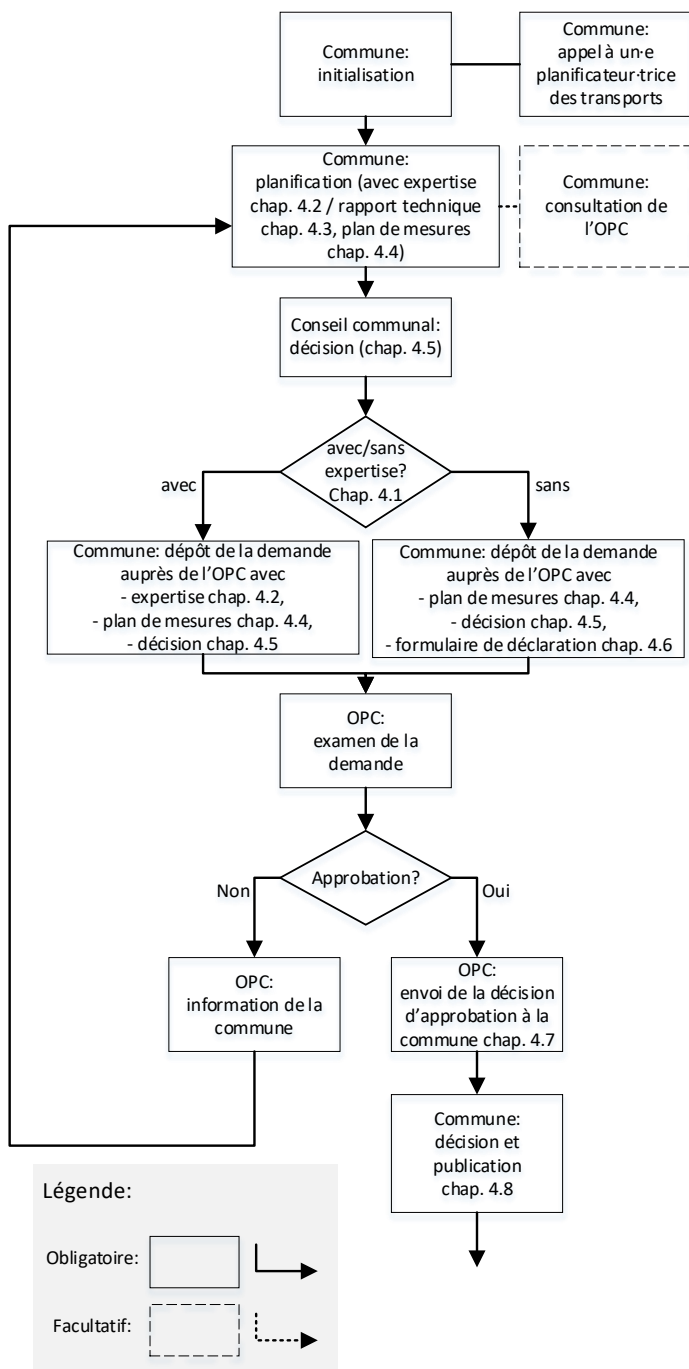 Commune:
initialisation
Commune:
appel à un·e
planificateur·trice
des transports
Commune:
planification (avec expertise
chap. 4.2 / rapport technique
chap. 4.3, plan de mesures
chap. 4.4)
Commune:
consultation de
l’OPC
Conseil communal:
décision (chap. 4.5)
avec/sans
expertise?
Chap. 4.1
avec
sans
Commune: dépôt de la demande
auprès de l’OPC avec
- expertise chap. 4.2,
- plan de mesures chap. 4.4,
- décision chap. 4.5
Commune: dépôt de la demande
auprès de l’OPC avec
- plan de mesures chap. 4.4,
- décision chap. 4.5,
- formulaire de déclaration chap. 4.6
OPC:
examen de la
demande
Approbation?
Non
Oui
OPC:
information de la
commune
OPC:
envoi de la décision
d’approbation à la
commune chap. 4.7
Commune:
décision et
publication
chap. 4.8
Légende:
Obligatoire:
Facultatif: